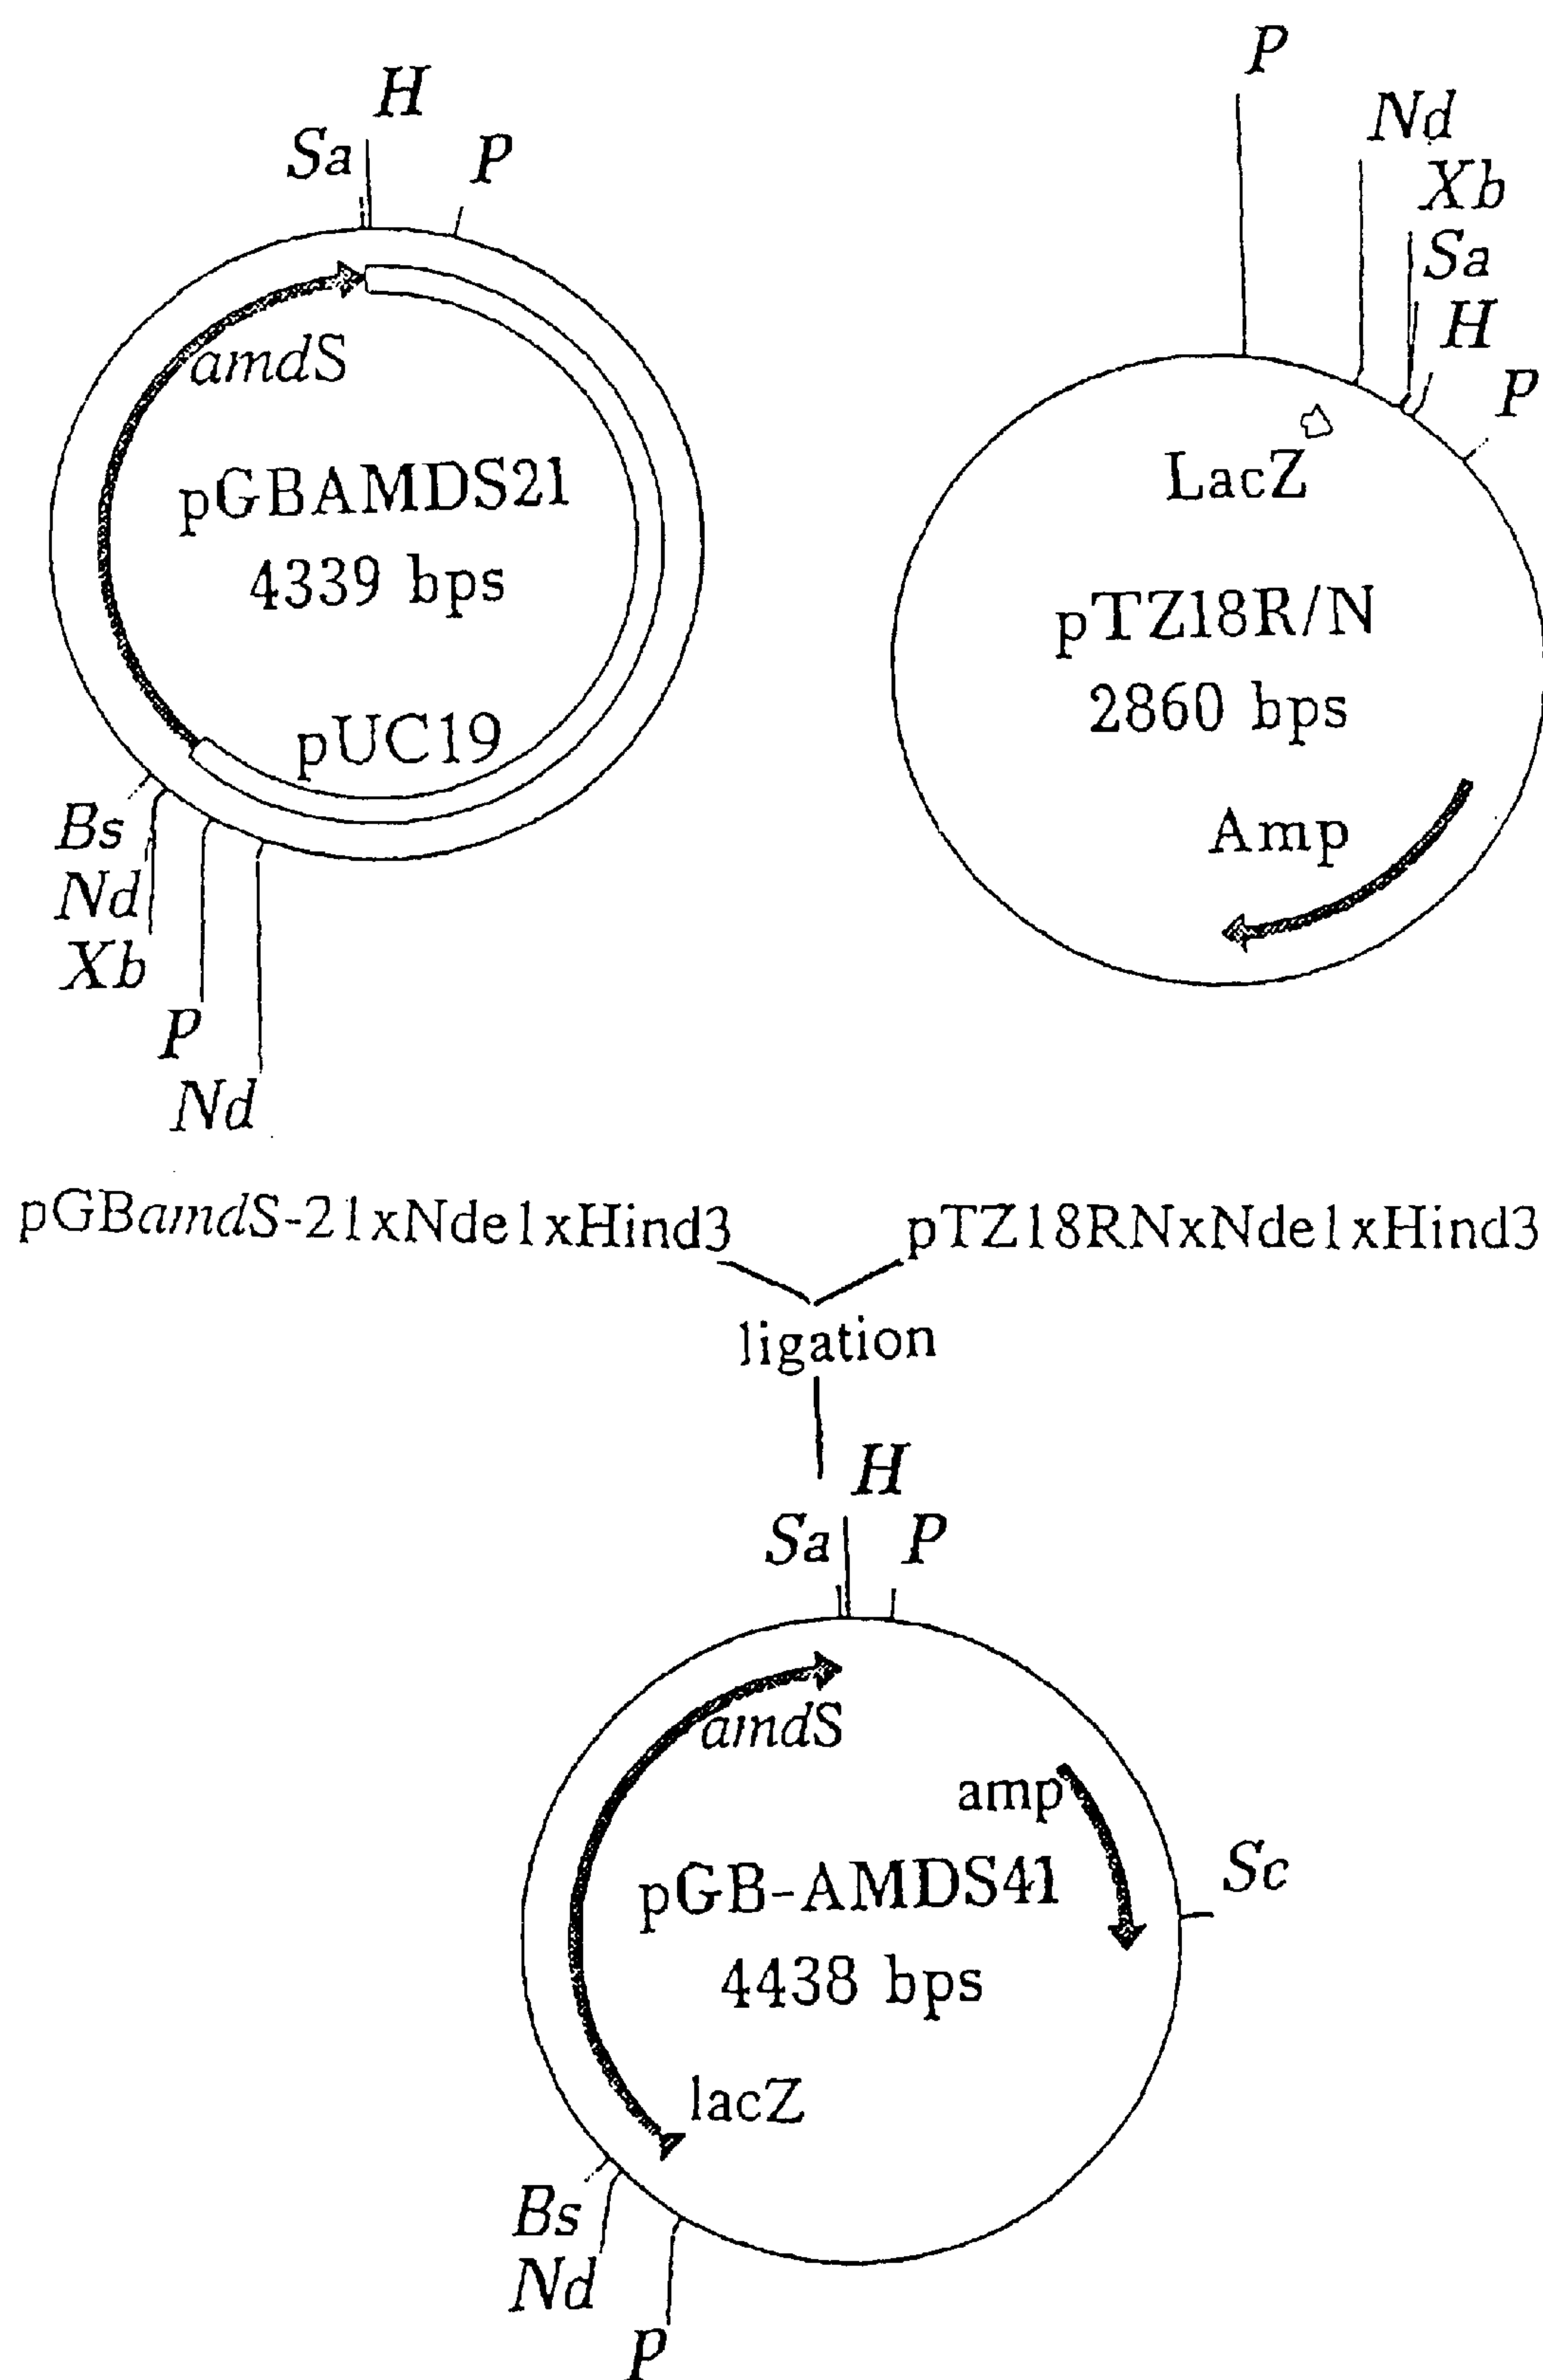 H
Sa
P
amdS
pGBAMDS21
4339 bps
pUC19
Bs
Nd
Xb
P
Nd
P
Nd
Xb
Sa
H
P
LacZ
pTZ18R/N
2860 bps
Amp
pGBamdS-21xNde1xHind3
pTZ18RNxNde1xHind3
ligation
H
Sa
P
amdS
amp
Sc
pGB-AMDS41
4438 bps
lacZ
Bs
Nd
P